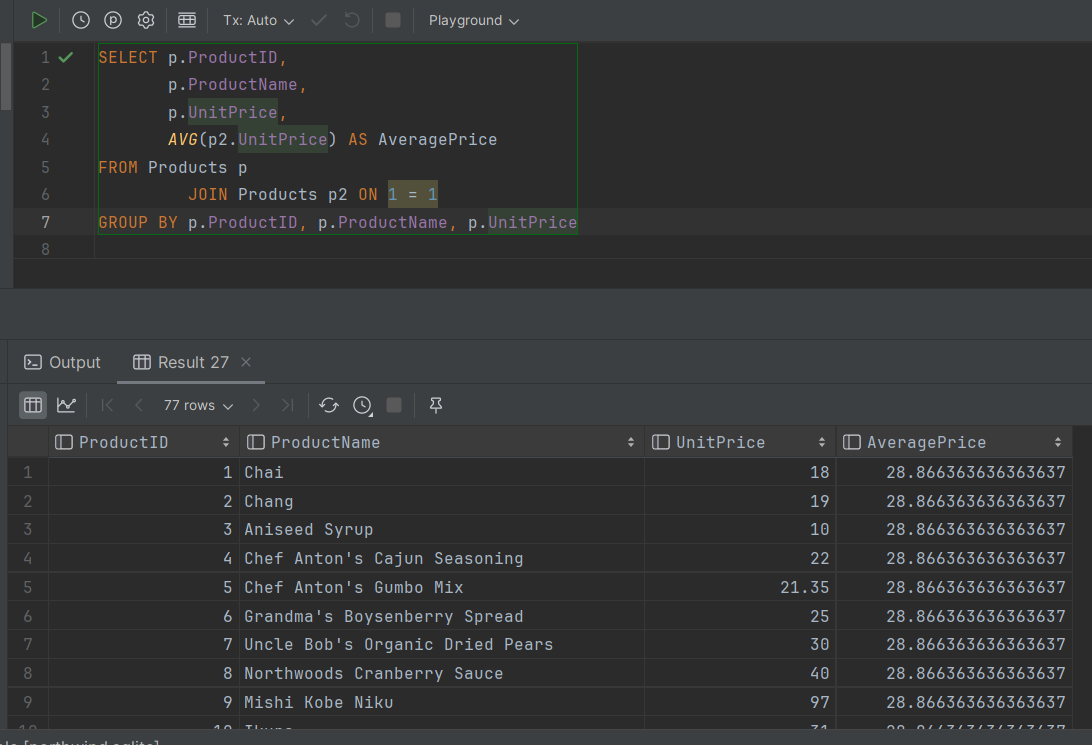 Tx: Auto Playground
1 SELECT p.ProductID,
2 p.ProductName,
3 p.UnitPrice,
4 AVG(p2.UnitPrice) AS AveragePrice
5 FROM Products p
6 JOIN Products p2 ON 1 = 1
7 GROUP BY p.ProductID, p.ProductName, p.UnitPrice
8
Output Result 27
77 rows
ProductID ProductName UnitPrice AveragePrice
1 1 Chai 18 28.866363636363637
2 2 Chang 19 28.866363636363637
3 3 Aniseed Syrup 10 28.866363636363637
4 4 Chef Anton's Cajun Seasoning 22 28.866363636363637
5 5 Chef Anton's Gumbo Mix 21.35 28.866363636363637
6 6 Grandma's Boysenberry Spread 25 28.866363636363637
7 7 Uncle Bob's Organic Dried Pears 30 28.866363636363637
8 8 Northwoods Cranberry Sauce 40 28.866363636363637
9 9 Mishi Kobe Niku 97 28.866363636363637